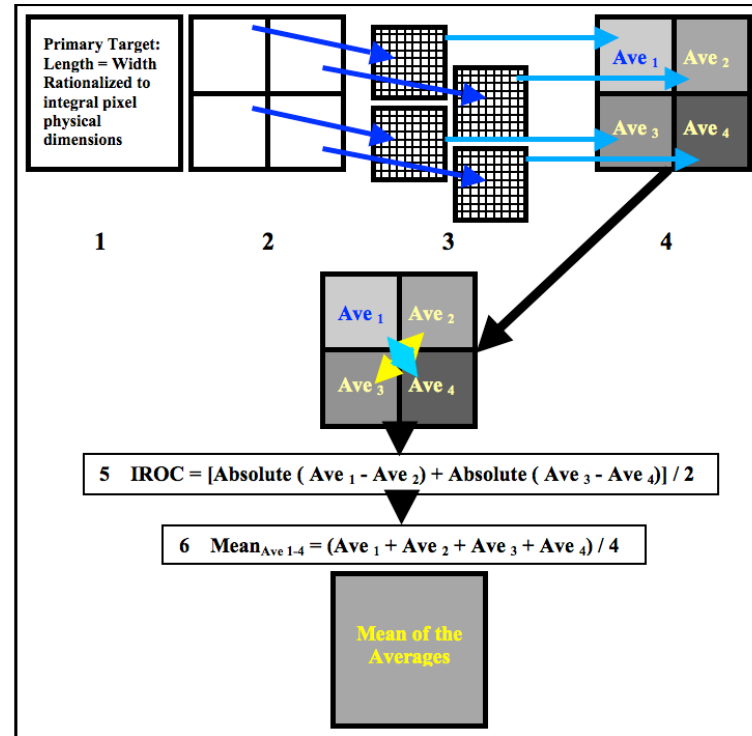 Primary Target:
Length = Width
Rationalized to
integral pixel
physical
dimensions
Ave 1
Ave 2
Ave 3
Ave 4
1
2
3
4
Ave 1
Ave 2
Ave 3
Ave 4
5 IROC = [Absolute ( Ave 1 - Ave 2) + Absolute ( Ave 3 - Ave 4)] / 2
6 Mean Ave 1-4 = (Ave 1 + Ave 2 + Ave 3 + Ave 4) / 4
Mean of the
Averages